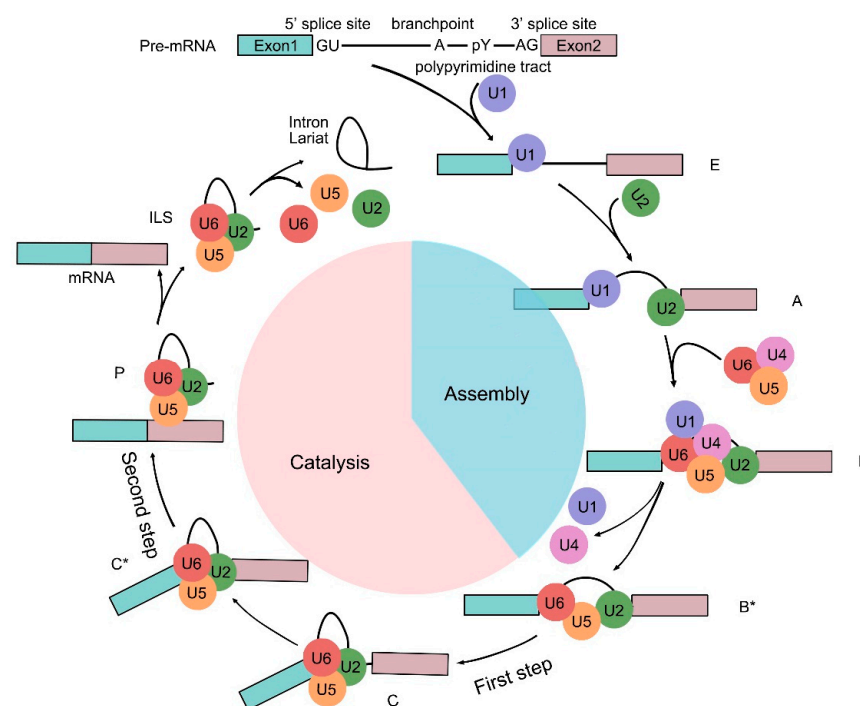 5' splice site
branchpoint
3' splice site
Pre-mRNA
Exon1
GU
A
pY
AG
Exon2
polypyrimidine tract
U1
U1
E
U2
A
U1
U2
U6
U4
U5
U1
U4
U6
U5
U2
U1
U4
U6
U5
U2
B*
First step
U6
U2
U5
C
C*
U6
U2
U5
Second step
P
U6
U2
U5
mRNA
ILS
U6
U2
U5
Intron
Lariat
U5
U6
U2
Assembly
Catalysis